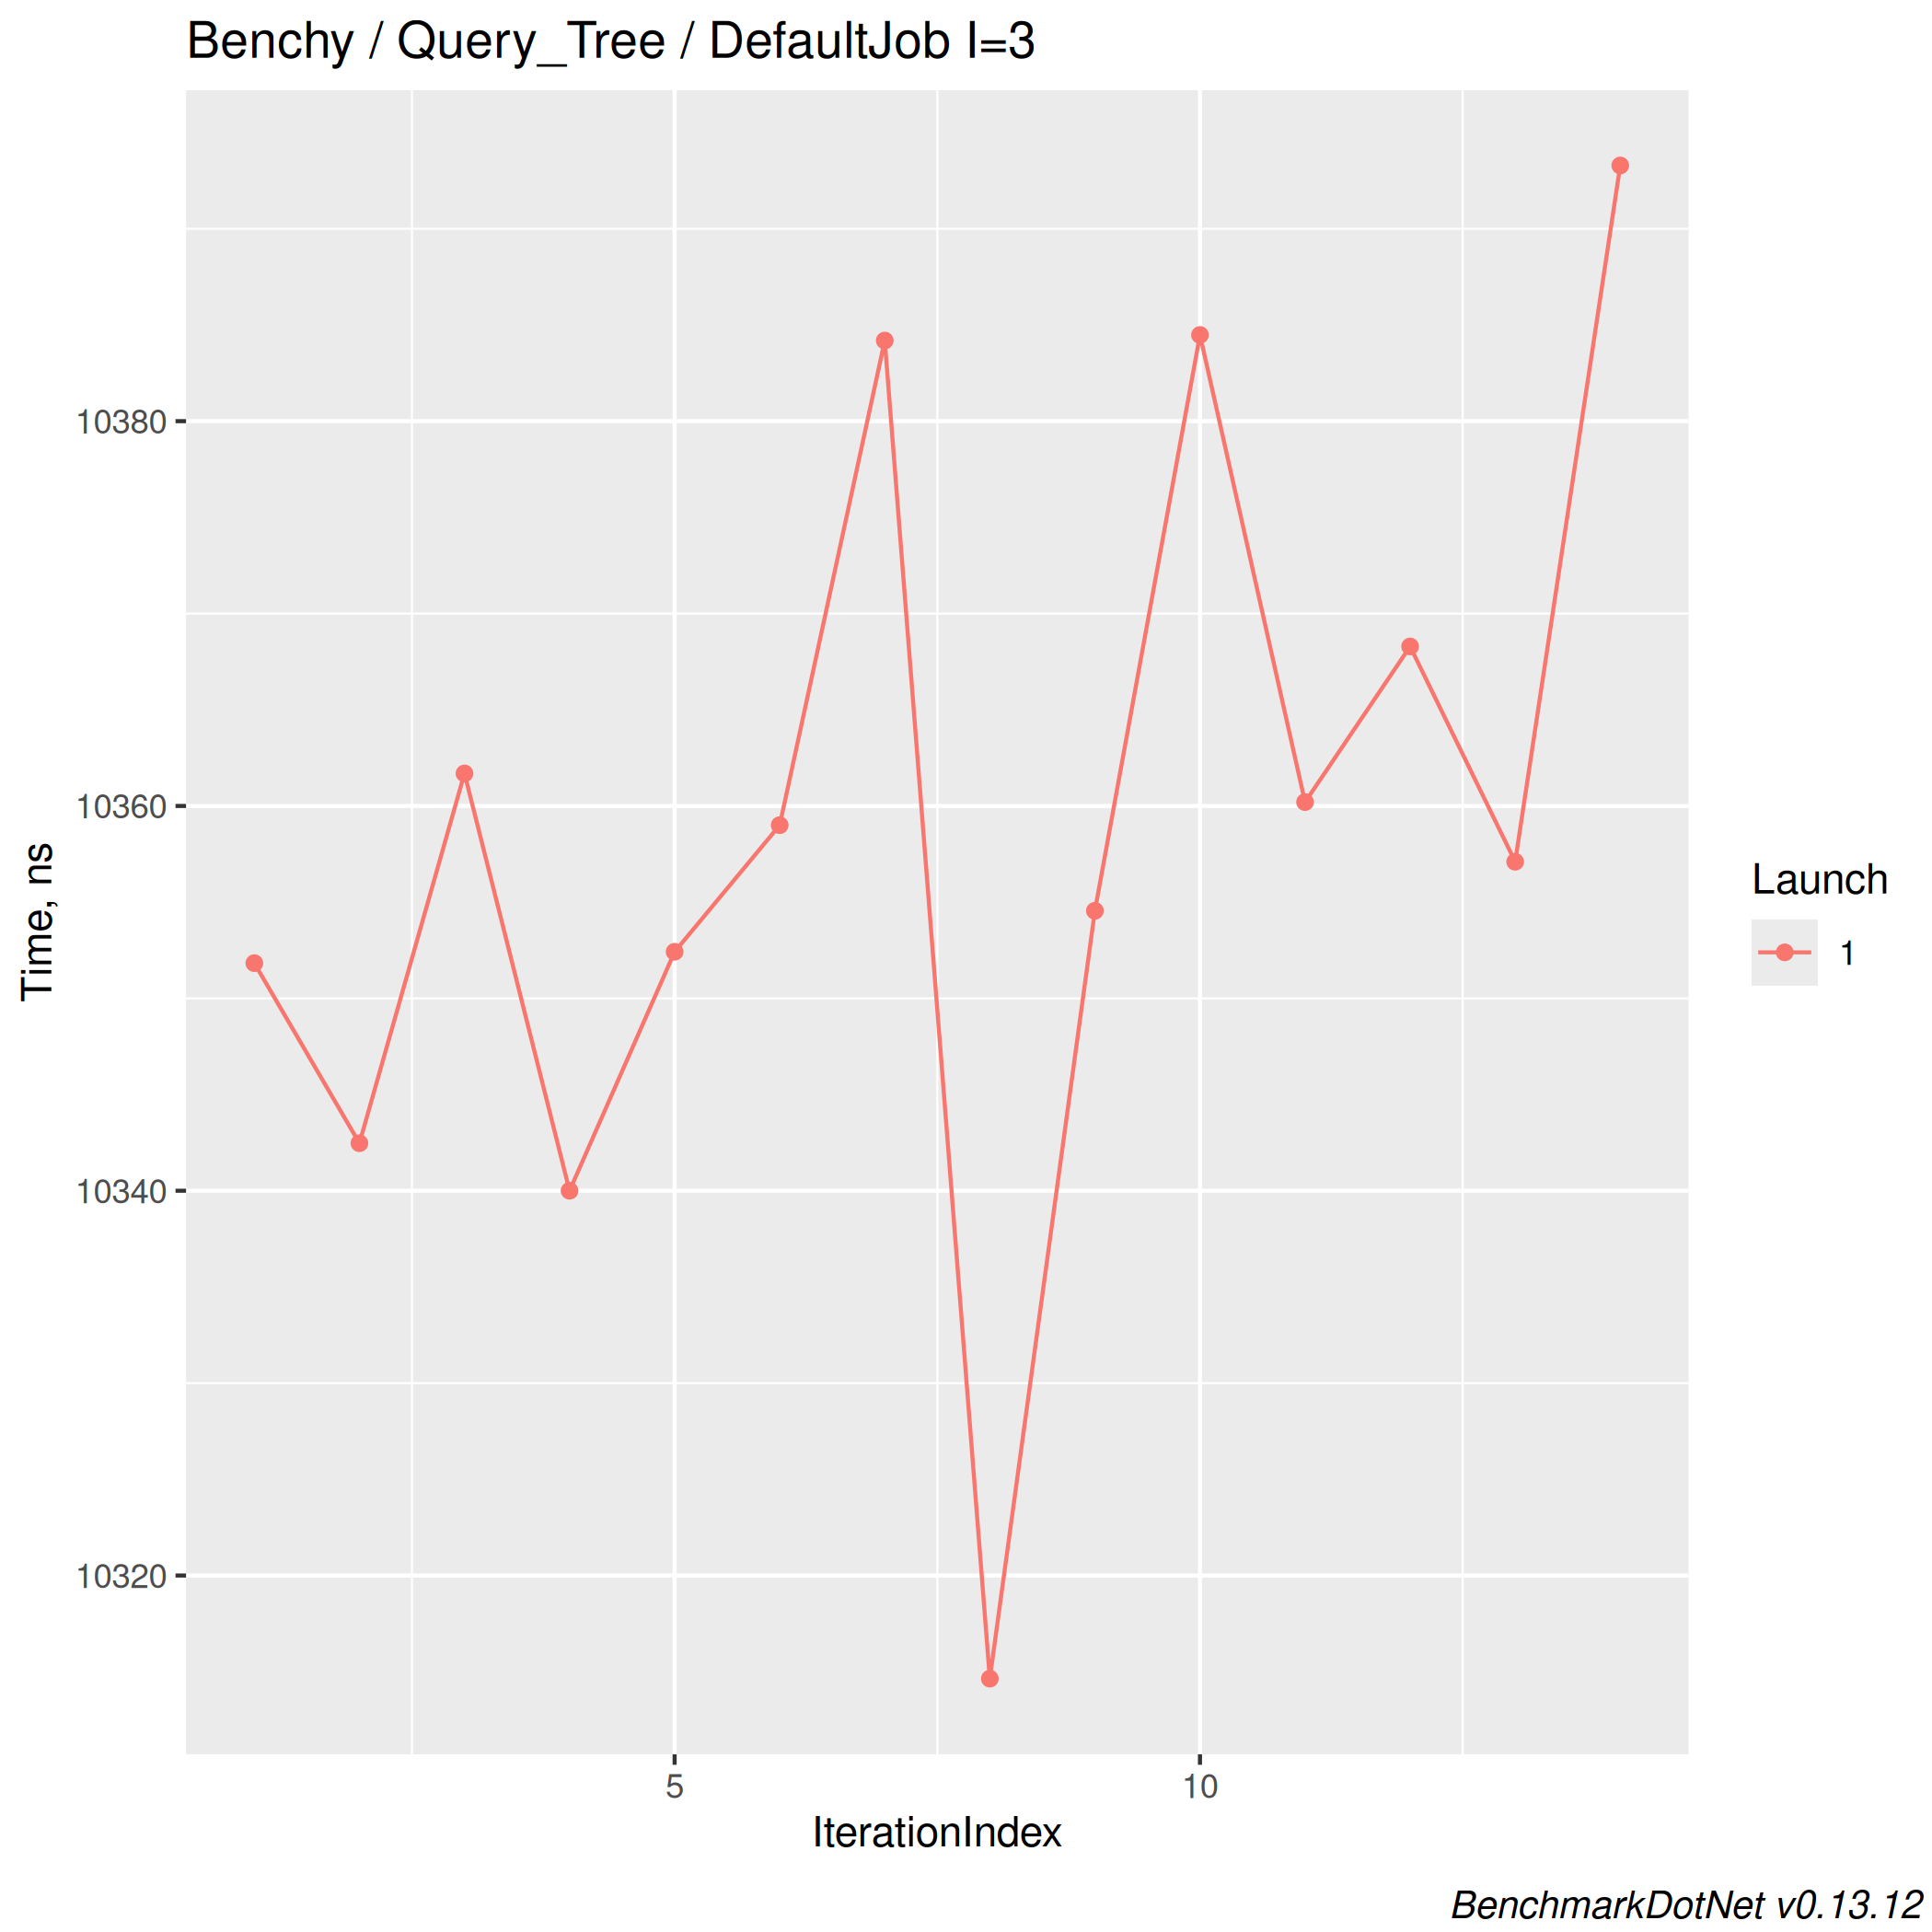 Benchy / Query_Tree / DefaultJob I=3
10380
10360
10340
10320
Time, ns
5
10
IterationIndex
Launch
1
BenchmarkDotNet v0.13.12